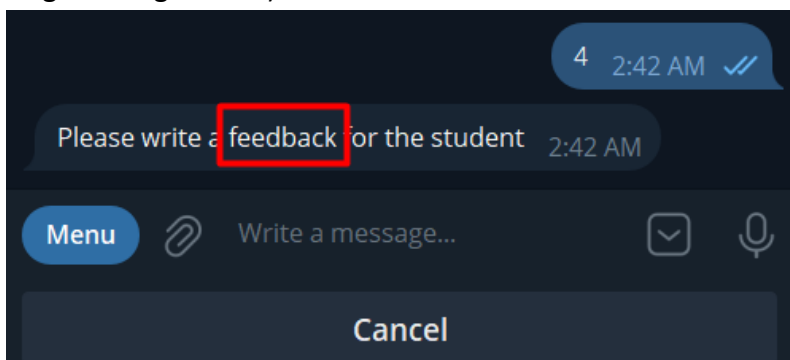 4 2:42 AM
Please write a feedback for the student 2:42 AM
Menu Write a message...
Cancel